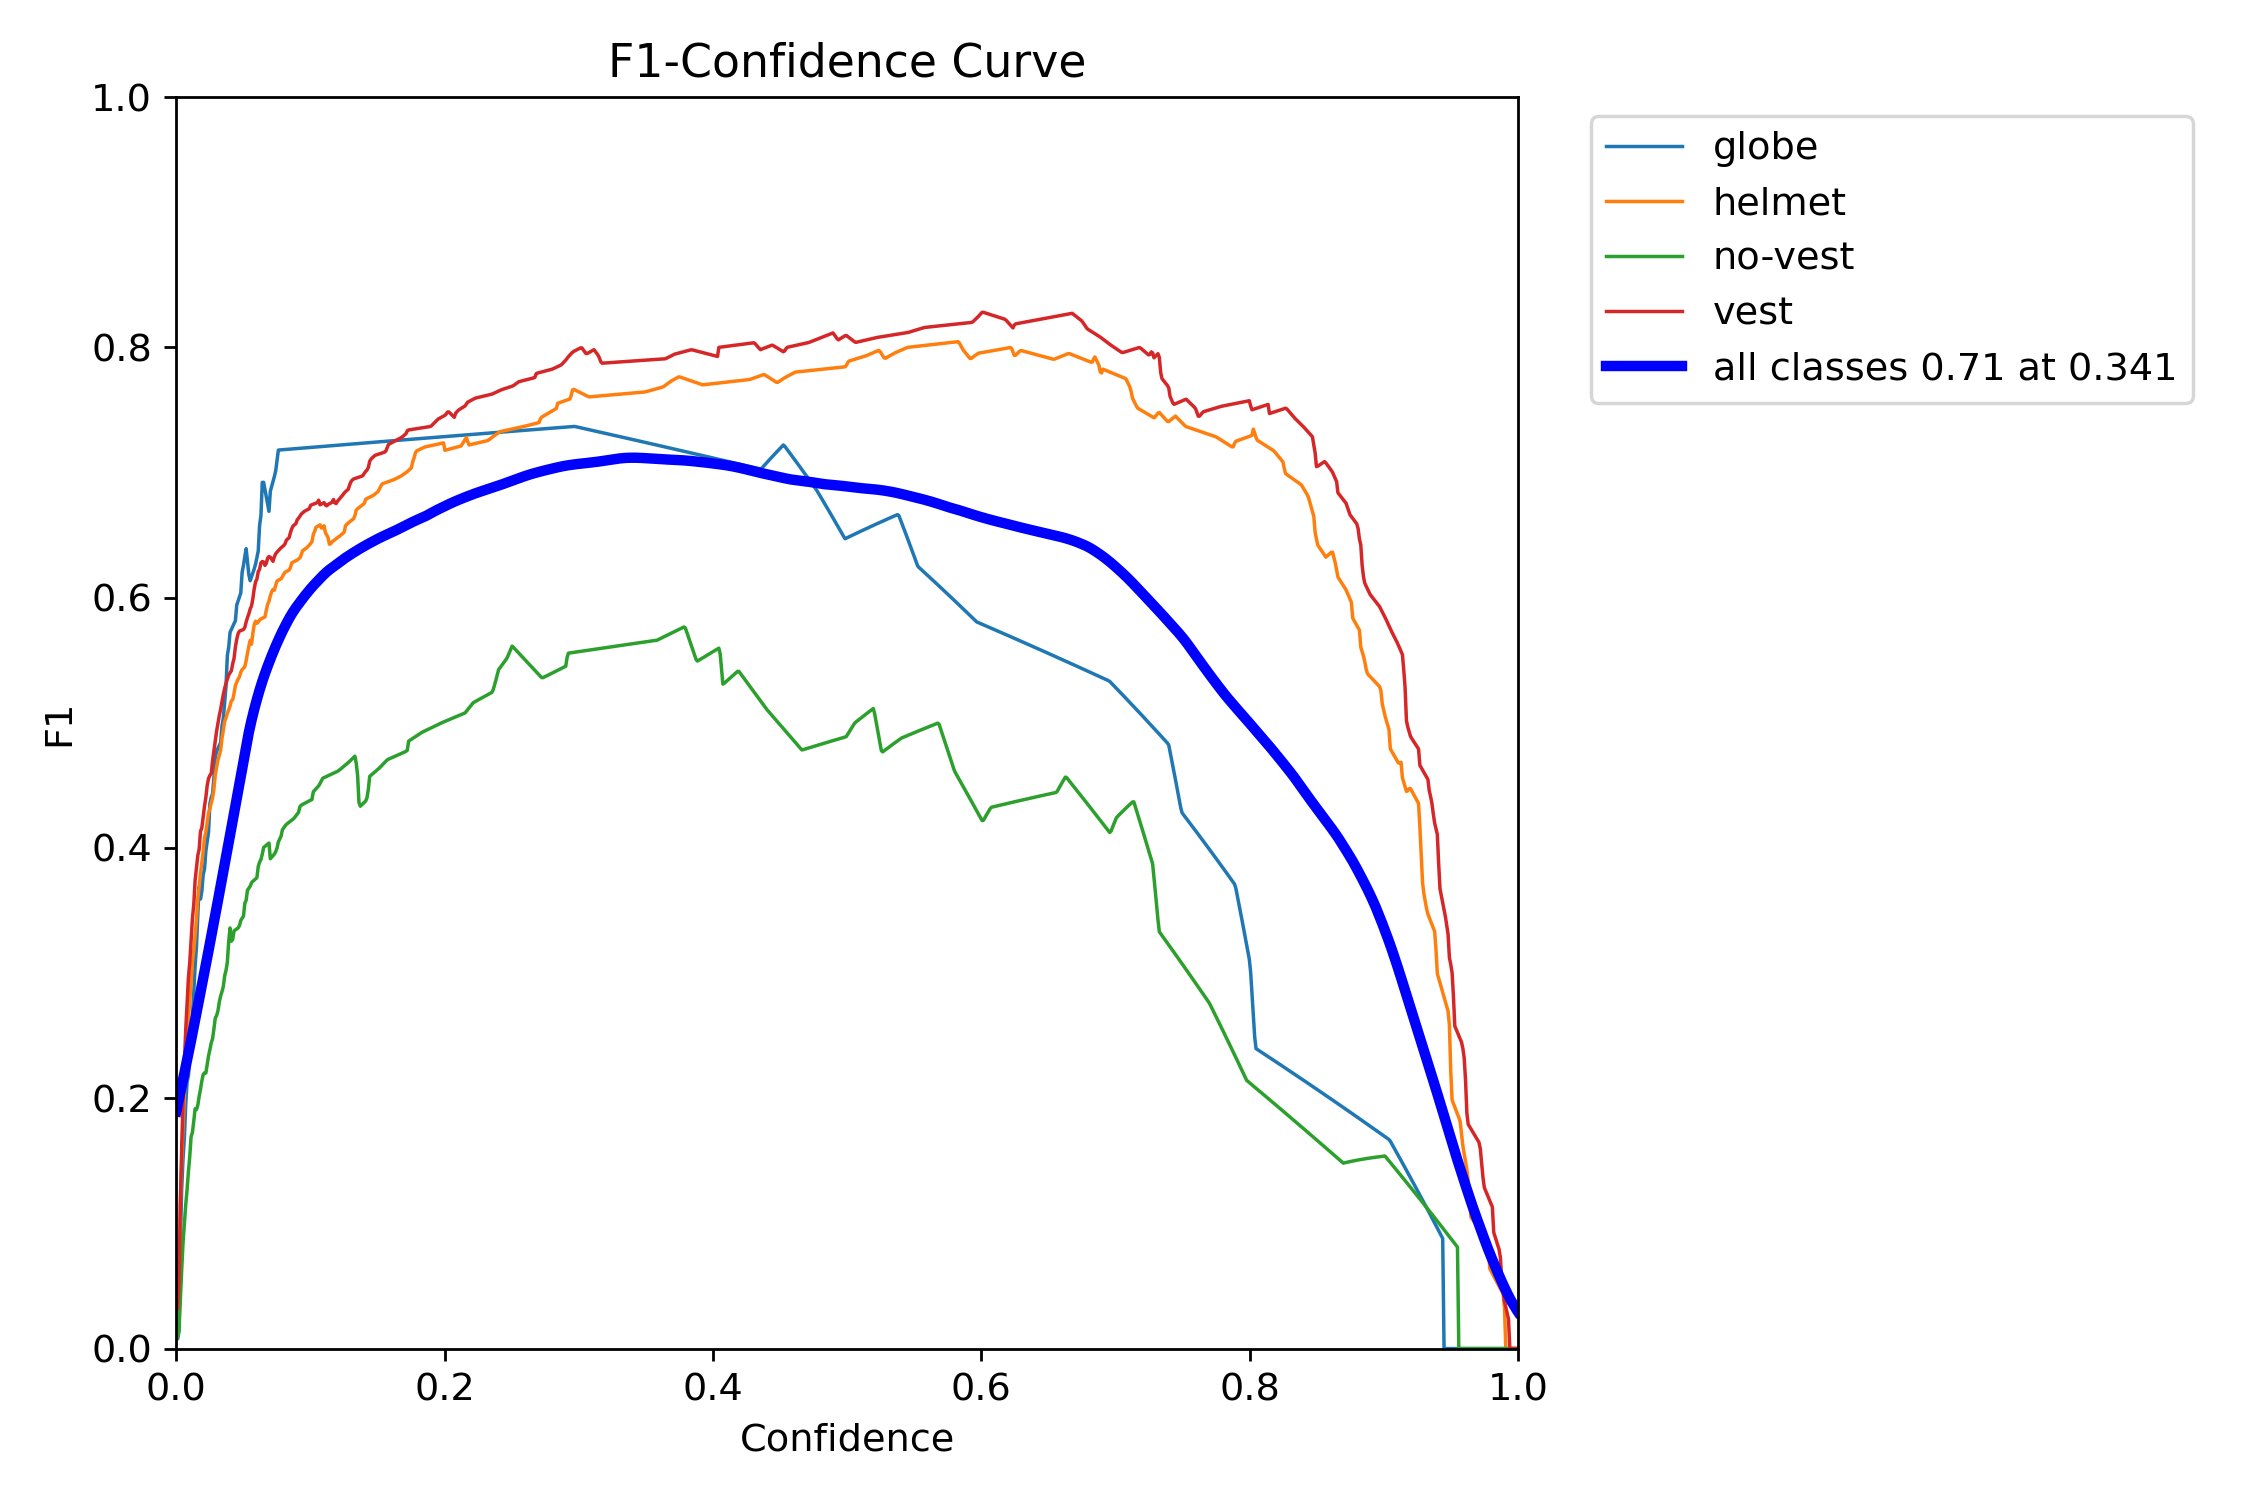 F1-Confidence Curve
1.0
0.8
0.6
0.4
0.2
0.0
F1
0.0 0.2 0.4 0.6 0.8 1.0
Confidence
globe
helmet
no-vest
vest
all classes 0.71 at 0.341